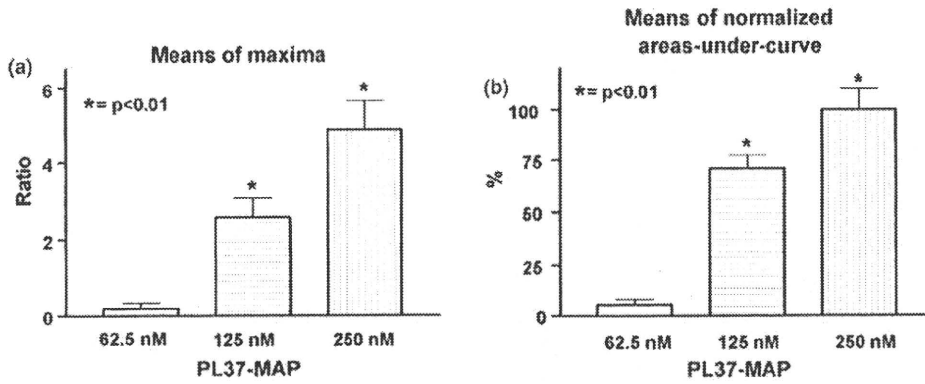 (a)
Means of maxima
*= p<0.01
Ratio
6
4
2
0
*
*
62.5 nM 125 nM 250 nM
PL37-MAP
Means of normalized
areas-under-curve
(b)
*= p<0.01
%
100
75
50
25
0
*
*
62.5 nM 125 nM 250 nM
PL37-MAP